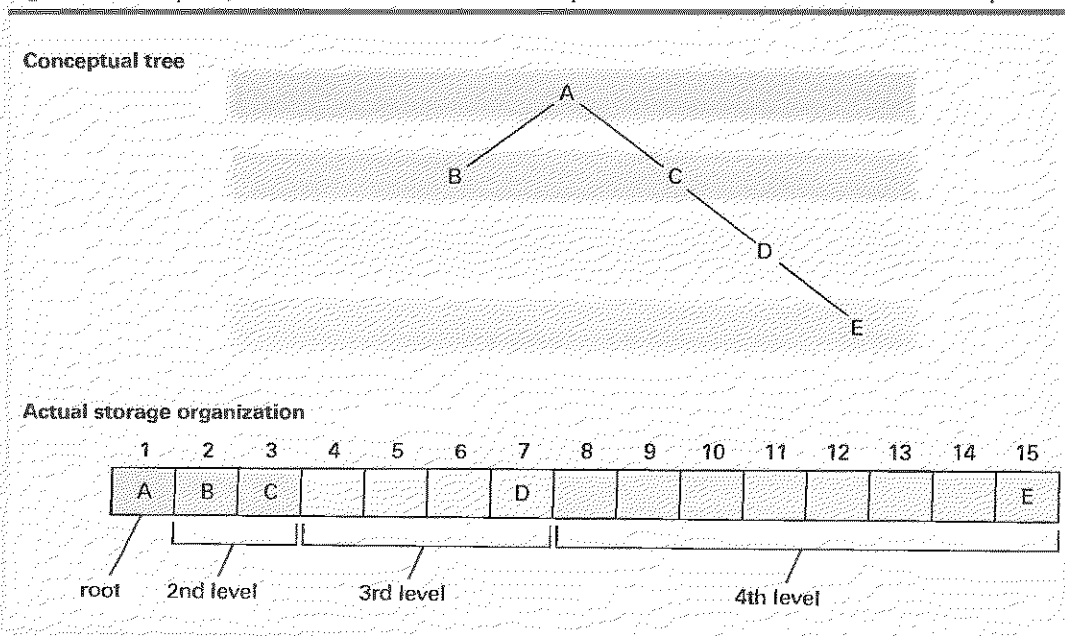 Conceptual tree
A
B C
D
E
Actual storage organization
1 2 3 4 5 6 7 8 9 10 11 12 13 14 15
A B C D E
root 2nd level 3rd level 4th level